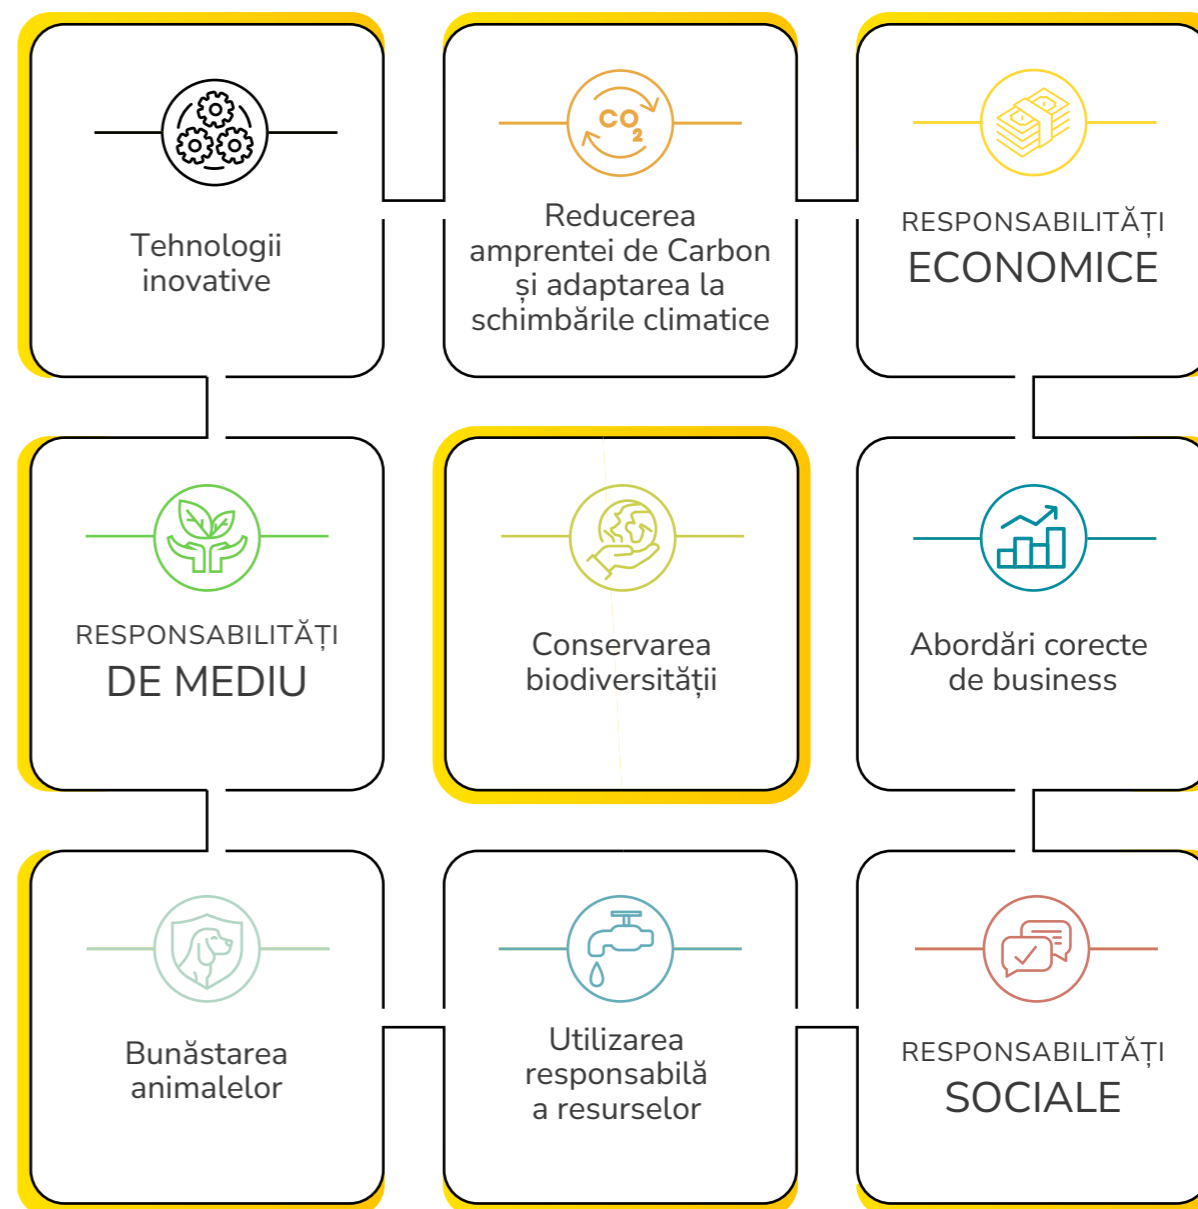 Tehnologii
inovative
CO2
Reducerea
amprentei de Carbon
și adaptarea la
schimbările climatice
RESPONSABILITĂȚI
ECONOMICE
RESPONSABILITĂȚI
DE MEDIU
Conservarea
biodiversității
Abordări corecte
de business
Bunăstarea
animalelor
Utilizarea
responsabilă
a resurselor
RESPONSABILITĂȚI
SOCIALE